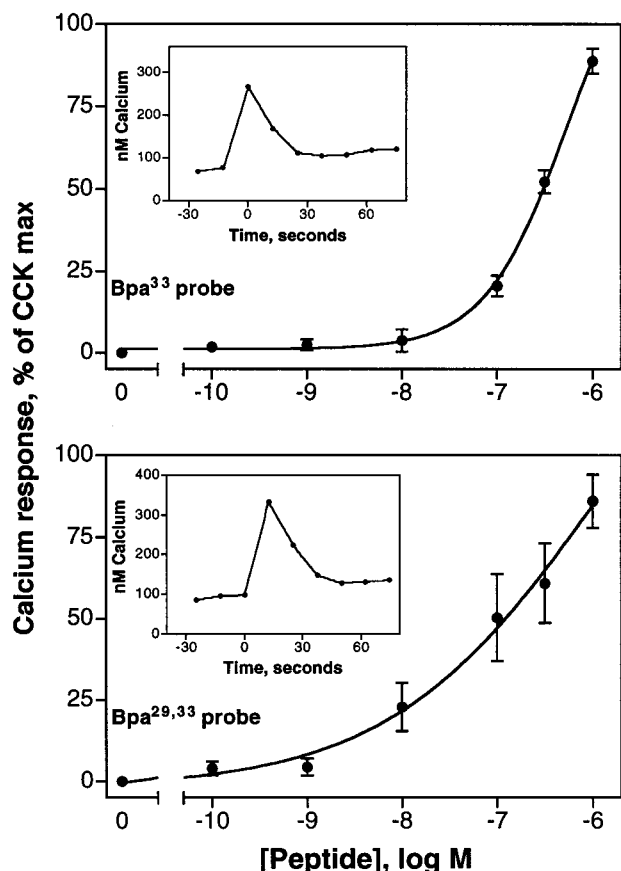 Calcium response, % of CCK max
100
75
50
25
0
nM Calcium
300
200
100
0
-30 0 30 60
Time, seconds
Bpa³³ probe
0 -10 -9 -8 -7 -6
100
75
50
25
0
nM Calcium
400
300
200
100
0
-30 0 30 60
Time, seconds
Bpa²⁹,³³ probe
0 -10 -9 -8 -7 -6
[Peptide], log M